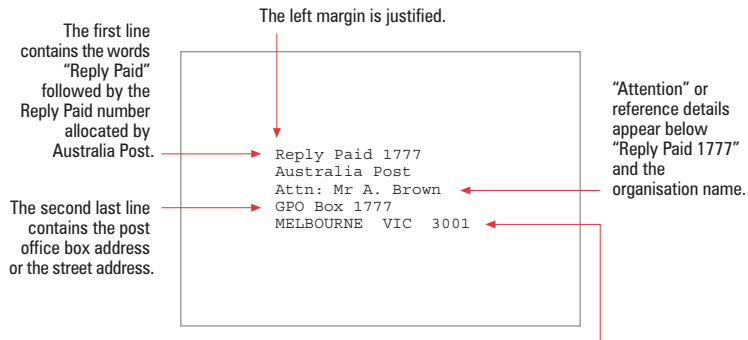 The left margin is justified.
The first line
contains the words
“Reply Paid”
followed by the
Reply Paid number
allocated by
Australia Post.
Reply Paid 1777
Australia Post
Attn: Mr A. Brown
GPO Box 1777
MELBOURNE VIC 3001
“Attention” or
reference details
appear below
“Reply Paid 1777”
and the
organisation name.
The second last line
contains the post
office box address
or the street address.